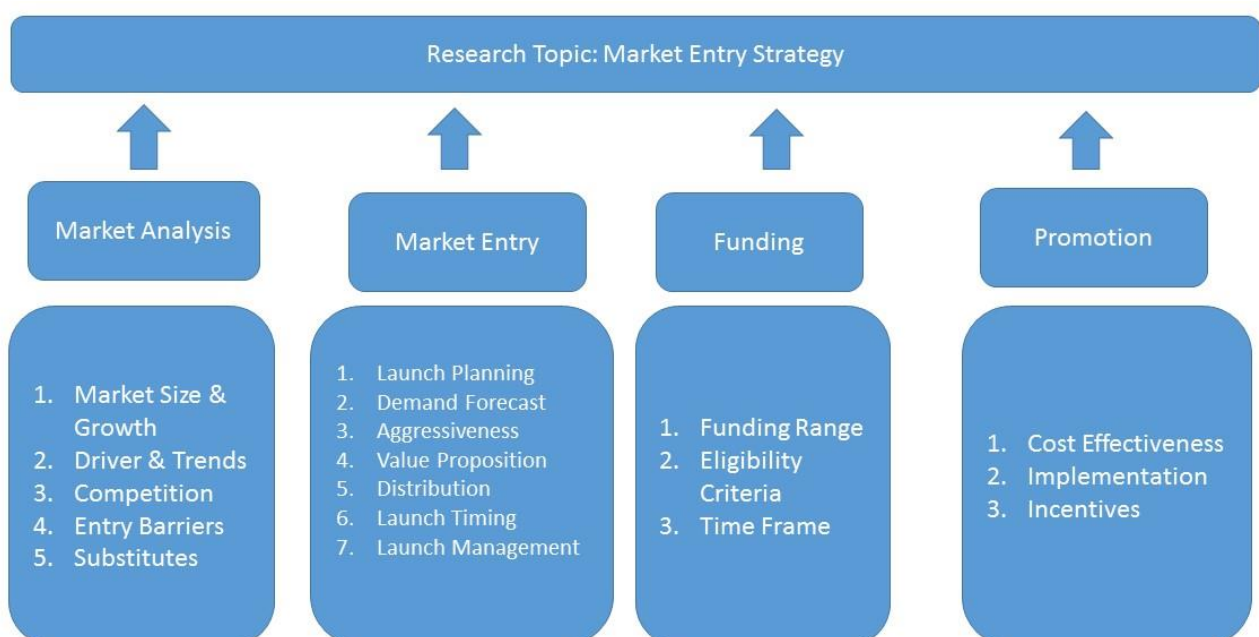 Research Topic: Market Entry Strategy
Market Analysis
Market Entry
Funding
Promotion
1. Market Size &
Growth
2. Driver & Trends
3. Competition
4. Entry Barriers
5. Substitutes
1. Launch Planning
2. Demand Forecast
3. Aggressiveness
4. Value Proposition
5. Distribution
6. Launch Timing
7. Launch Management
1. Funding Range
2. Eligibility
Criteria
3. Time Frame
1. Cost Effectiveness
2. Implementation
3. Incentives